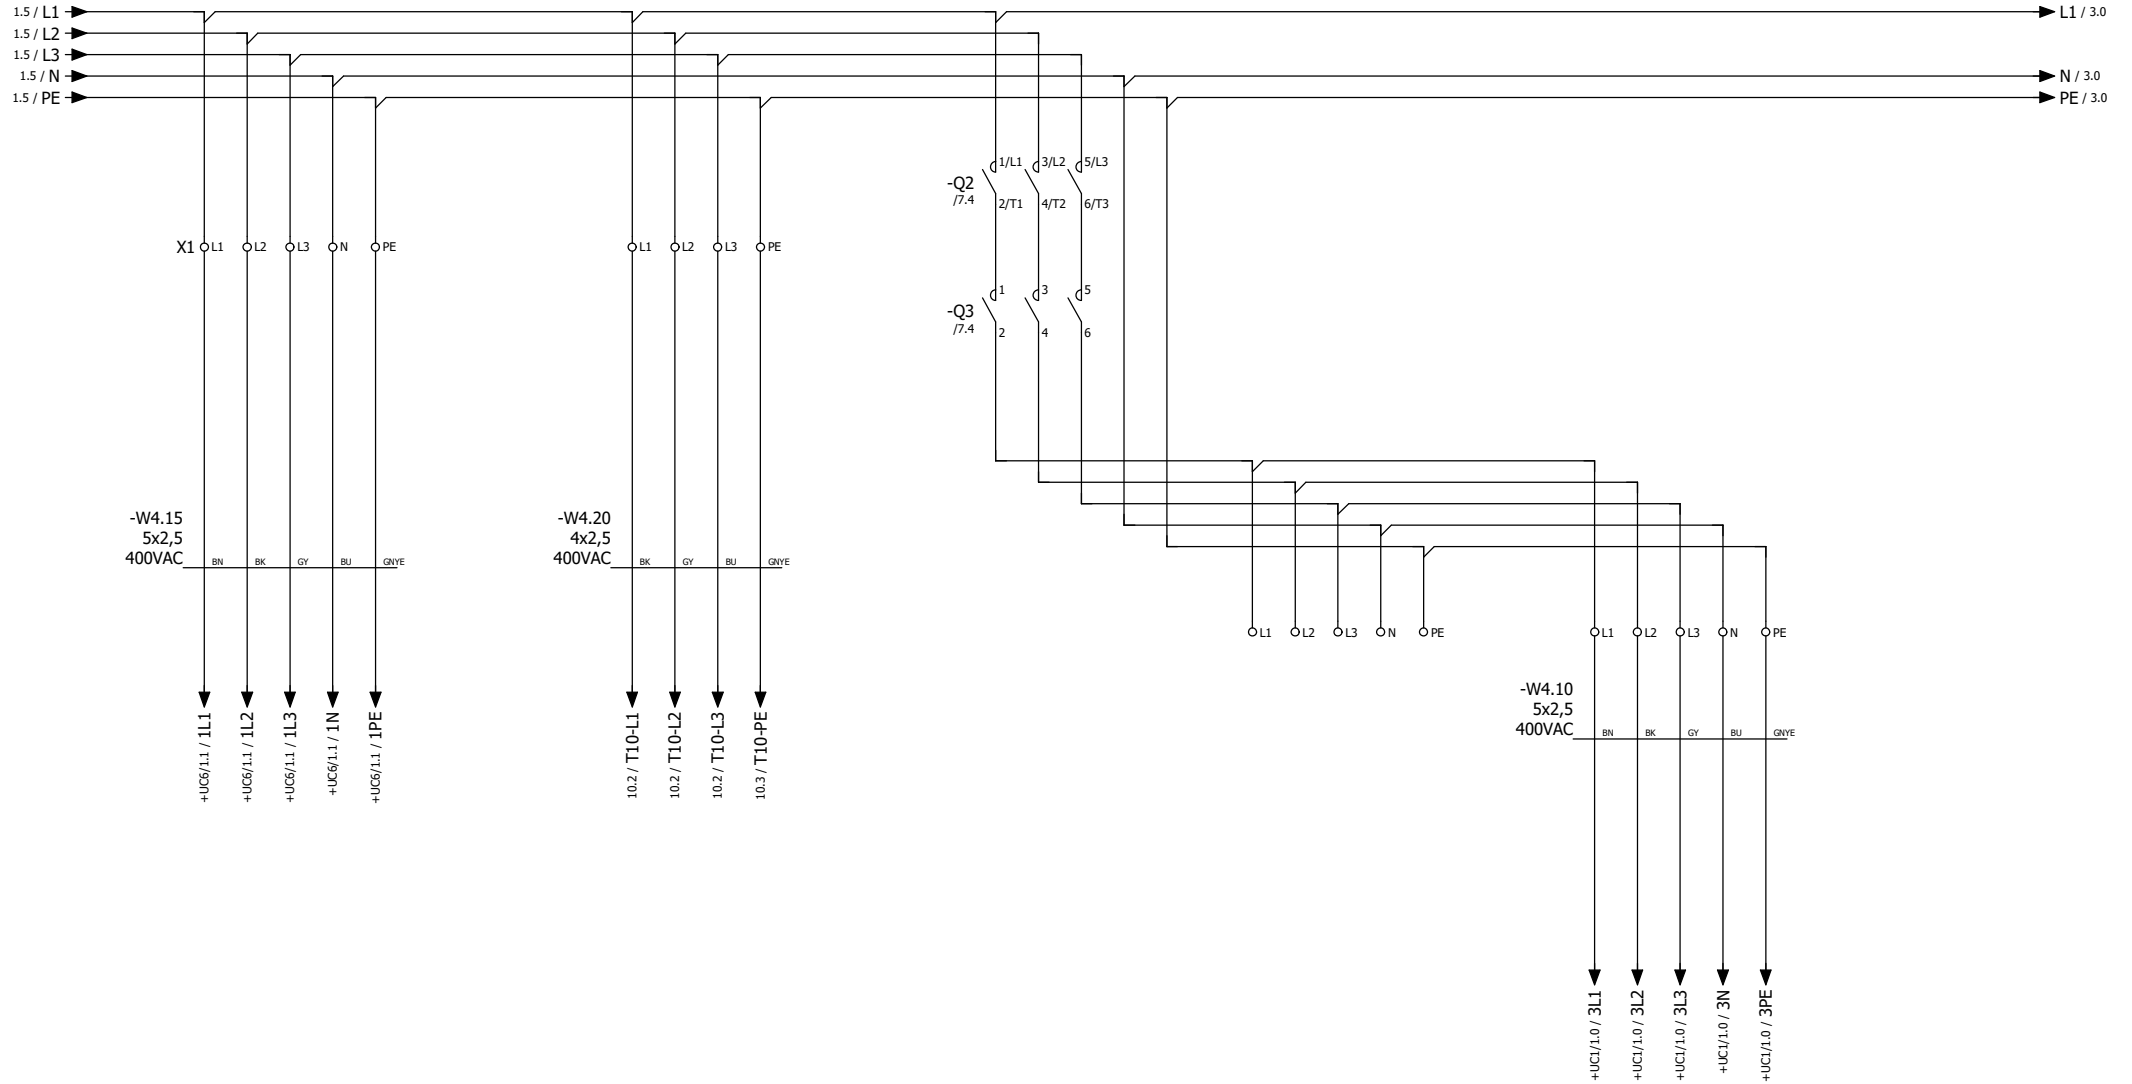 1.5 / L1
L1 / 3.0
1.5 / L2
1.5 / L3
1.5 / N
N / 3.0
1.5 / PE
PE / 3.0
1/L1 3/L2 5/L3
-Q2
/7.4
2/T1 4/T2 6/T3
X1 L1 L2 L3 N PE
L1 L2 L3 PE
1 3 5
-Q3
/7.4
2 4 6
-W4.15
5x2,5
400VAC
BN BK GY BU GNYE
-W4.20
4x2,5
400VAC
BK GY BU GNYE
L1 L2 L3 N PE
L1 L2 L3 N PE
-W4.10
5x2,5
400VAC
BN BK GY BU GNYE
+UC6/1.1 / 1L1
+UC6/1.1 / 1L2
+UC6/1.1 / 1L3
+UC6/1.1 / 1N
+UC6/1.1 / 1PE
10.2 / T10-L1
10.2 / T10-L2
10.2 / T10-L3
10.3 / T10-PE
+UC1/1.0 / 3L1
+UC1/1.0 / 3L2
+UC1/1.0 / 3L3
+UC1/1.0 / 3N
+UC1/1.0 / 3PE